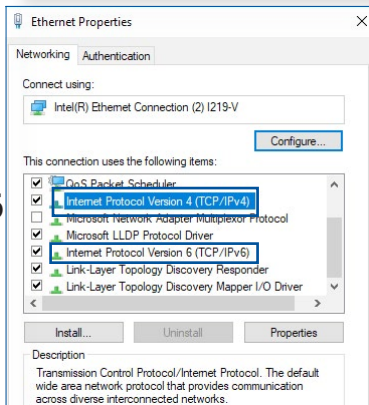 Ethernet Properties
Networking Authentication
Connect using:
Intel(R) Ethernet Connection (2) I219-V
Configure...
This connection uses the following items:
QoS Packet Scheduler
Internet Protocol Version 4 (TCP/IPv4)
Microsoft Network Adapter Multiplexor Protocol
Microsoft LLDP Protocol Driver
Internet Protocol Version 6 (TCP/IPv6)
Link-Layer Topology Discovery Responder
Link-Layer Topology Discovery Mapper I/O Driver
Install... Uninstall Properties
Description
Transmission Control Protocol/Internet Protocol. The default
wide area network protocol that provides communication
across diverse interconnected networks.